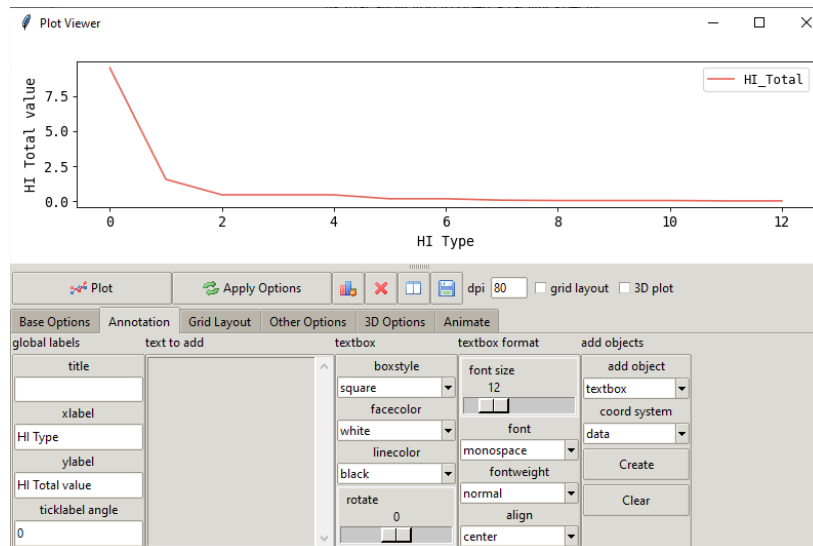 Plot Viewer
HI_Total
HI Total value
7.5
5.0
2.5
0.0
0 2 4 6 8 10 12
HI Type
Plot Apply Options dpi 80 grid layout 3D plot
Base Options Annotation Grid Layout Other Options 3D Options Animate
global labels text to add textbox textbox format add objects
title
xlabel
HI Type
ylabel
HI Total value
ticklabel angle
0
boxstyle
square
facecolor
white
linecolor
black
rotate
0
font size
12
font
monospace
fontweight
normal
align
center
add object
textbox
coord system
data
Create
Clear